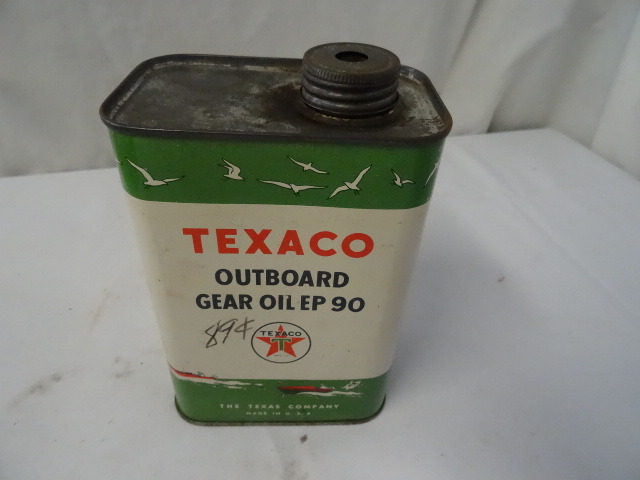 TEXACO
OUTBOARD
GEAR OIL EP 90
89¢
TEXACO
T
THE TEXAS COMPANY
MADE IN U.S.A.